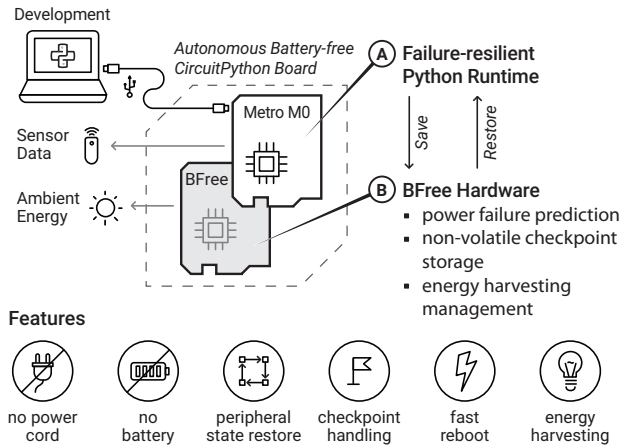 Development
Autonomous Battery-free
CircuitPython Board
A
Failure-resilient
Python Runtime
Metro M0
Save
Restore
Sensor
Data
BFree
Ambient
Energy
B
BFree Hardware
▪ power failure prediction
▪ non-volatile checkpoint
storage
▪ energy harvesting
management
Features
no power
cord
no
battery
peripheral
state restore
checkpoint
handling
fast
reboot
energy
harvesting